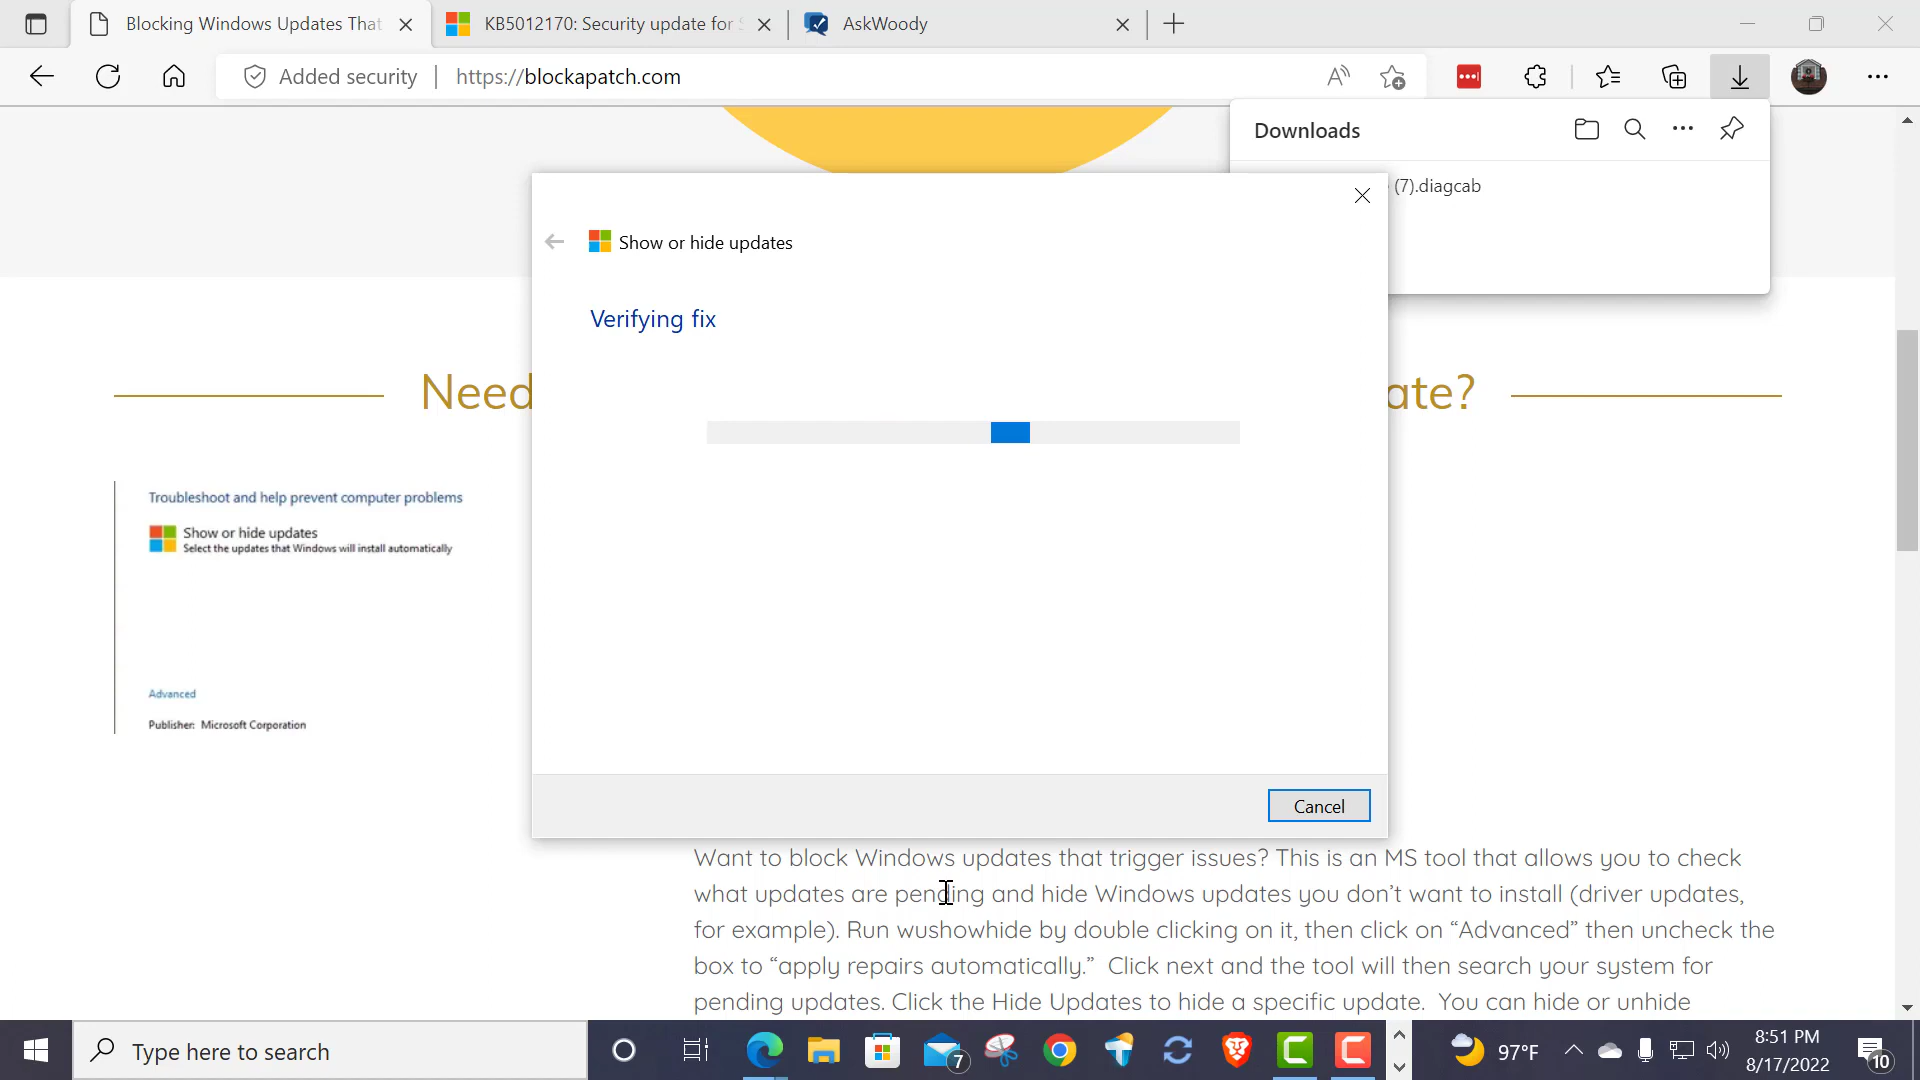 Blocking Windows Updates That
KB5012170: Security update for
AskWoody
Added security
https://blockapatch.com
Downloads
(7).diagcab
Show or hide updates
Verifying fix
Need
ate?
Troubleshoot and help prevent computer problems
Show or hide updates
Select the updates that Windows will install automatically
Advanced
Publisher: Microsoft Corporation
Cancel
Want to block Windows updates that trigger issues? This is an MS tool that allows you to check
what updates are pending and hide Windows updates you don’t want to install (driver updates,
for example). Run wushowhide by double clicking on it, then click on “Advanced” then uncheck the
box to “apply repairs automatically.” Click next and the tool will then search your system for
pending updates. Click the Hide Updates to hide a specific update. You can hide or unhide
Type here to search
7
97°F
8:51 PM
8/17/2022
10